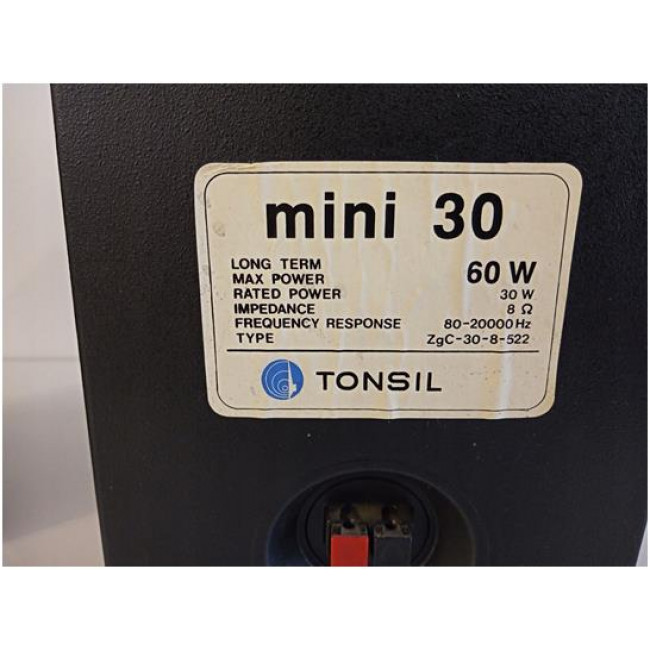 mini 30
LONG TERM
MAX POWER 60 W
RATED POWER 30 W
IMPEDANCE 8 Ω
FREQUENCY RESPONSE 80-20000 Hz
TYPE ZgC-30-8-522
TONSIL